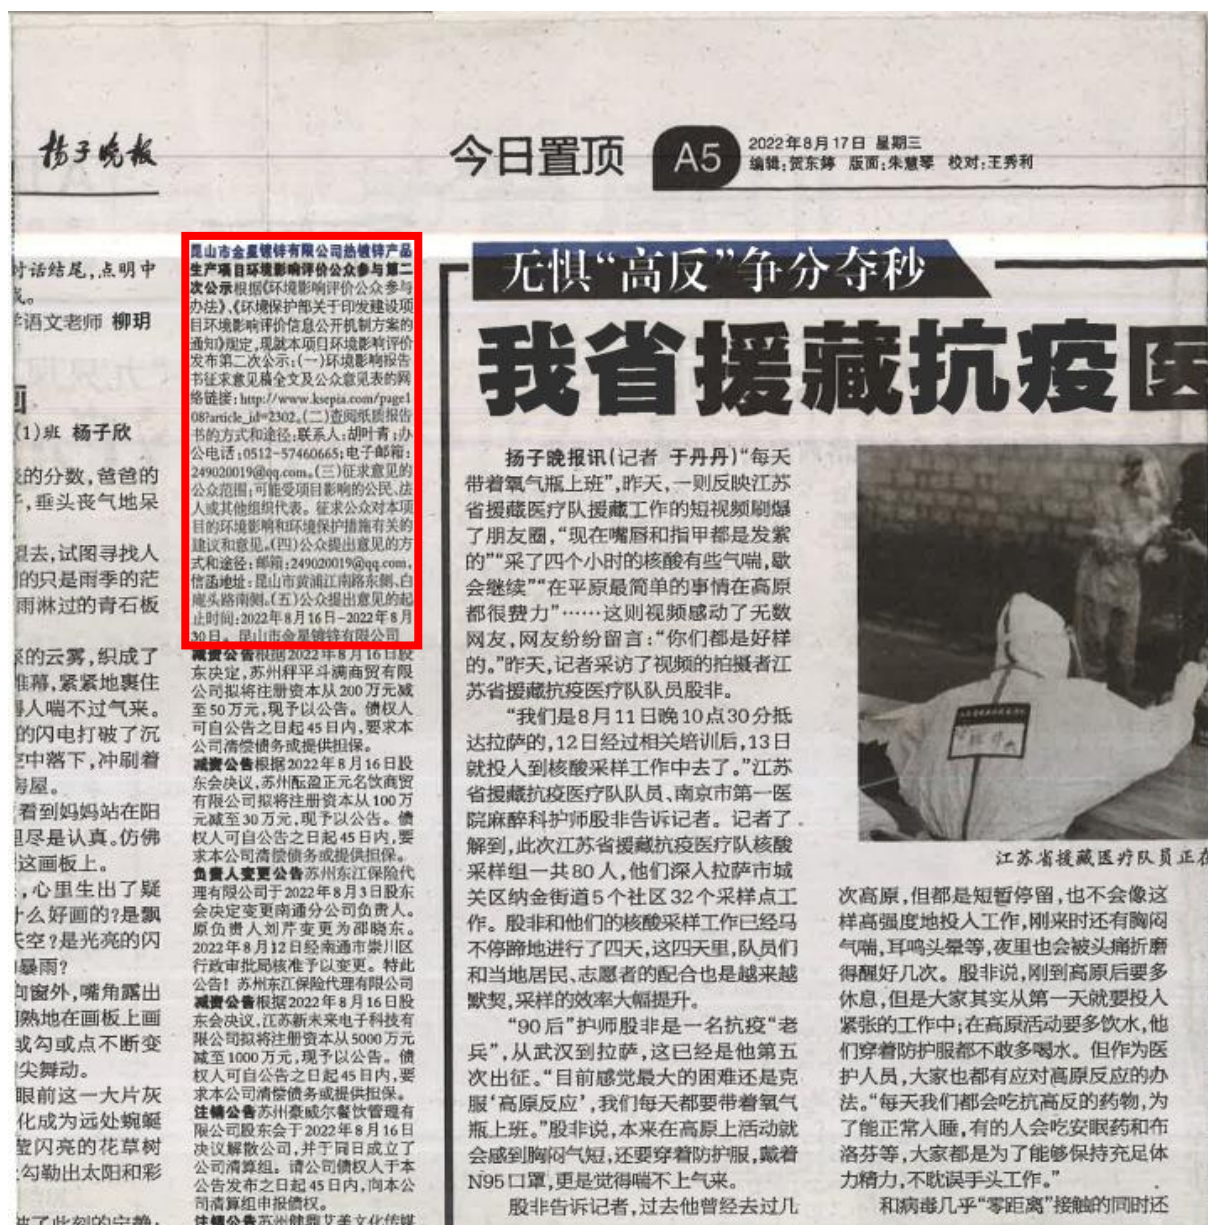 扬子晚报
今日置顶
A5
2022年8月17日 星期三
编辑:贺东婷 版面:朱慧琴 校对:王秀利
对话结尾,点明中
学语文老师 柳玥
(1)班 杨子欣
的分数,爸爸的
,垂头丧气地呆
去,试图寻找人
的只是雨季的茫
雨淋过的青石板
的云雾,织成了
帷幕,紧紧地裹住
人喘不过气来。
的闪电打破了沉
空中落下,冲刷着
房屋。
看到妈妈站在阳
尽是认真。仿佛
这画板上。
,心里生出了疑
什么好画的?是飘
天空?是光亮的闪
暴雨?
向窗外,嘴角露出
熟地在画板上画
或勾或点不断变
尖舞动。
眼前这一大片灰
化成为远处蜿蜒
莹闪亮的花草树
勾勒出太阳和彩
昆山市金星镀锌有限公司热镀锌产品
生产项目环境影响评价公众参与第二
次公示根据《环境影响评价公众参与
办法》、《环境保护部关于印发建设项
目环境影响评价信息公开机制方案的
通知》规定,现就本项目环境影响评价
发布第二次公示:(一)环境影响报告
书征求意见稿全文及公众意见表的网
络链接:http://www.ksepia.com/page1
08?article_id=2302。(二)查阅纸质报告
书的方式和途径:联系人:胡叶青;办
公电话:0512-57460665;电子邮箱:
249020019@qq.com。(三)征求意见的
公众范围:可能受项目影响的公民、法
人或其他组织代表。征求公众对本项
目的环境影响和环境保护措施有关的
建议和意见。(四)公众提出意见的方
式和途径:邮箱:249020019@qq.com。
信函地址:昆山市黄浦江南路东侧、白
庵头路南侧。(五)公众提出意见的起
止时间:2022年8月16日-2022年8月
30日。昆山市金星镀锌有限公司
减资公告根据2022年8月16日股
东决定,苏州秤平斗满商贸有限
公司拟将注册资本从200万元减
至50万元,现予以公告。债权人
可自公告之日起45日内,要求本
公司清偿债务或提供担保。
减资公告根据2022年8月16日股
东会决议,苏州酝盈正元名饮商贸
有限公司拟将注册资本从100万
元减至30万元,现予以公告。债
权人可自公告之日起45日内,要
求本公司清偿债务或提供担保。
负责人变更公告苏州东江保险代
理有限公司于2022年8月3日股东
会决定变更南通分公司负责人。
原负责人刘芹变更为邵晓东。
2022年8月12日经南通市崇川区
行政审批局核准予以变更。特此
公告! 苏州东江保险代理有限公司
减资公告根据2022年8月16日股
东会决议,江苏新未来电子科技有
限公司拟将注册资本从5000万元
减至1000万元,现予以公告。债
权人可自公告之日起45日内,要
求本公司清偿债务或提供担保。
注销公告苏州豪威尔餐饮管理有
限公司股东会于2022年8月16日
决议解散公司,并于同日成立了
公司清算组。请公司债权人于本
公告发布之日起45日内,向本公
司清算组申报债权。
注销公告苏州健鼎艾美文化传媒
无惧“高反”争分夺秒
我省援藏抗疫医
扬子晚报讯(记者 于丹丹)“每天
带着氧气瓶上班”,昨天,一则反映江苏
省援藏医疗队援藏工作的短视频刷爆
了朋友圈,“现在嘴唇和指甲都是发紫
的”“采了四个小时的核酸有些气喘,歇
会继续”“在平原最简单的事情在高原
都很费力”……这则视频感动了无数
网友,网友纷纷留言:“你们都是好样
的。”昨天,记者采访了视频的拍摄者江
苏省援藏抗疫医疗队队员殷非。
“我们是8月11日晚10点30分抵
达拉萨的,12日经过相关培训后,13日
就投入到核酸采样工作中去了。”江苏
省援藏抗疫医疗队队员、南京市第一医
院麻醉科护师殷非告诉记者。记者了
解到,此次江苏省援藏抗疫医疗队核酸
采样组一共80人,他们深入拉萨市城
关区纳金街道5个社区32个采样点工
作。殷非和他们的核酸采样工作已经马
不停蹄地进行了四天,这四天里,队员们
和当地居民、志愿者的配合也是越来越
默契,采样的效率大幅提升。
“90后”护师殷非是一名抗疫“老
兵”,从武汉到拉萨,这已经是他第五
次出征。“目前感觉最大的困难还是克
服‘高原反应’,我们每天都要带着氧气
瓶上班。”殷非说,本来在高原上活动就
会感到胸闷气短,还要穿着防护服,戴着
N95口罩,更是觉得喘不上气来。
殷非告诉记者,过去他曾经去过几
江苏省援藏医疗队员正在
次高原,但都是短暂停留,也不会像这
样高强度地投入工作,刚来时还有胸闷
气喘,耳鸣头晕等,夜里也会被头痛折磨
得醒好几次。殷非说,刚到高原后要多
休息,但是大家其实从第一天就要投入
紧张的工作中;在高原活动要多饮水,他
们穿着防护服都不敢多喝水。但作为医
护人员,大家也都有应对高原反应的办
法。“每天我们都会吃抗高反的药物,为
了能正常入睡,有的人会吃安眠药和布
洛芬等,大家都是为了能够保持充足体
力精力,不耽误手头工作。”
和病毒几乎“零距离”接触的同时还